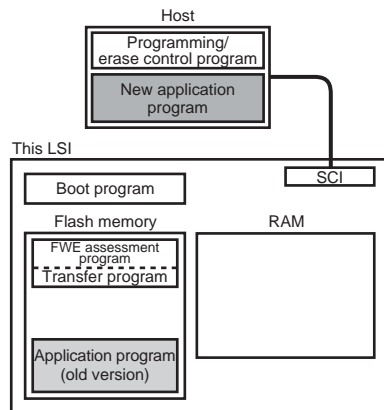 Host
Programming/
erase control program
New application
program
This LSI
SCI
Boot program
Flash memory
RAM
FWE assessment
program
Transfer program
Application program
(old version)